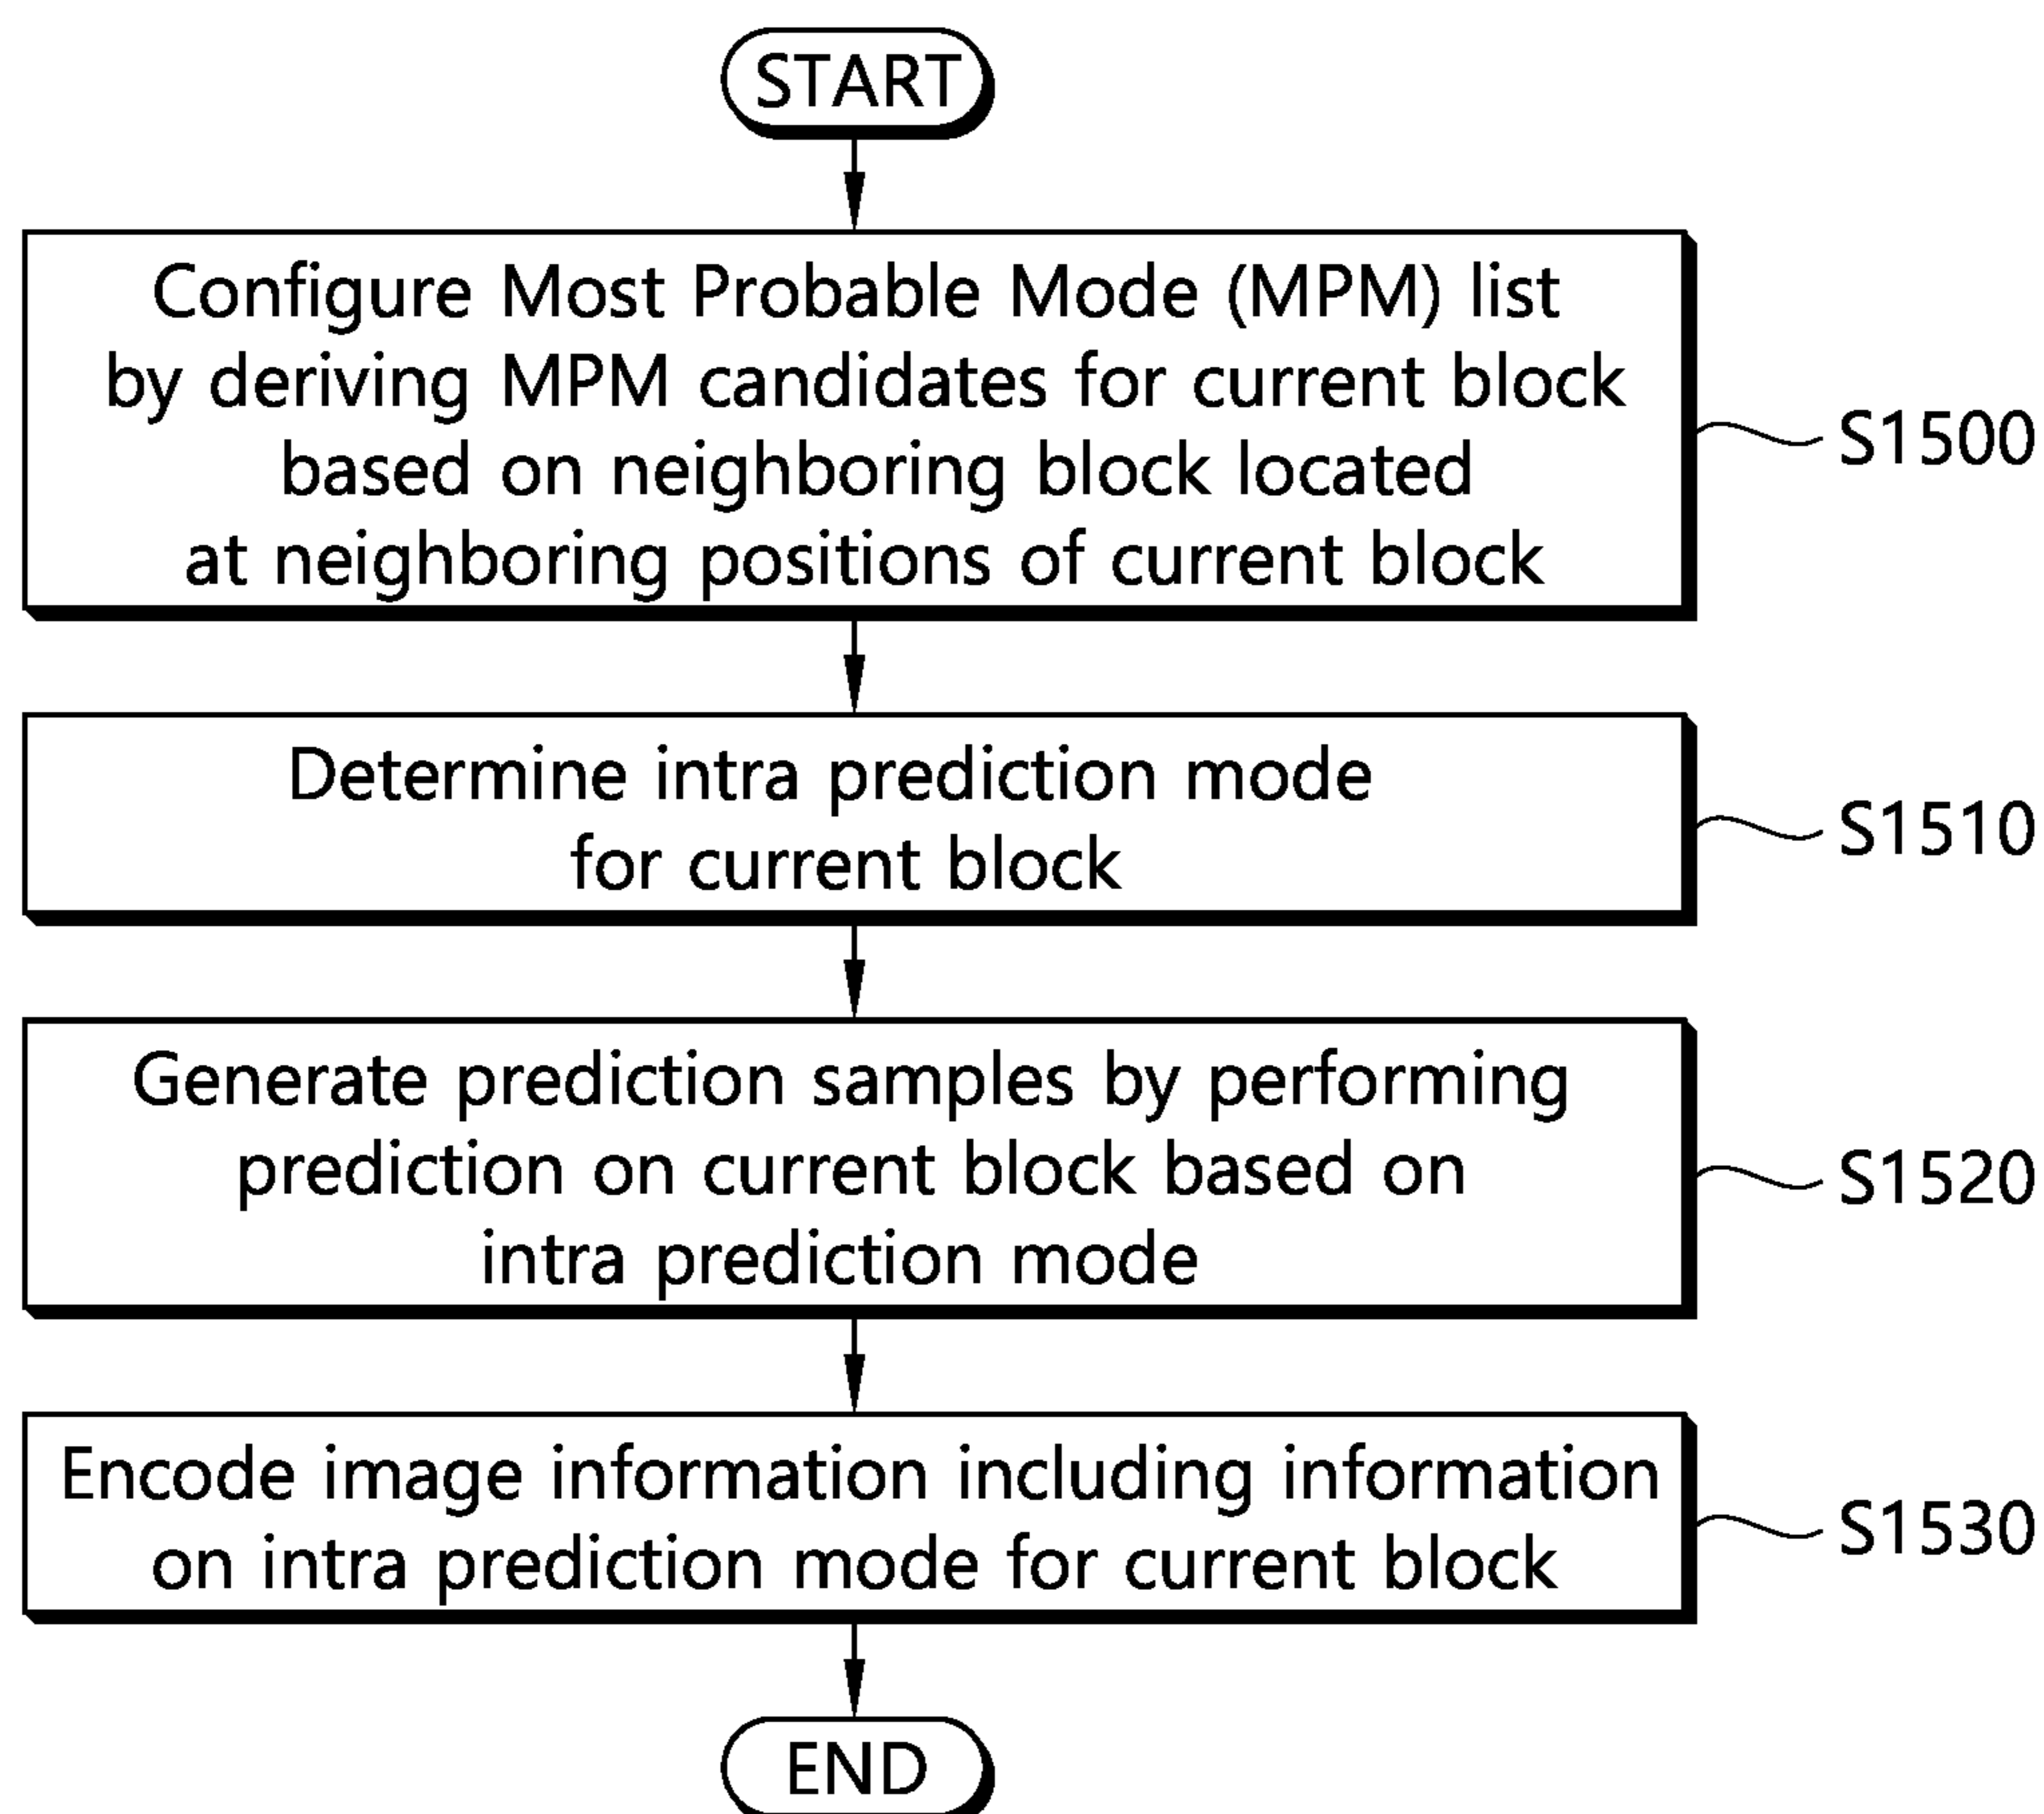 START
Configure Most Probable Mode (MPM) list
by deriving MPM candidates for current block
based on neighboring block located
at neighboring positions of current block
S1500
Determine intra prediction mode
for current block
S1510
Generate prediction samples by performing
prediction on current block based on
intra prediction mode
S1520
Encode image information including information
on intra prediction mode for current block
S1530
END